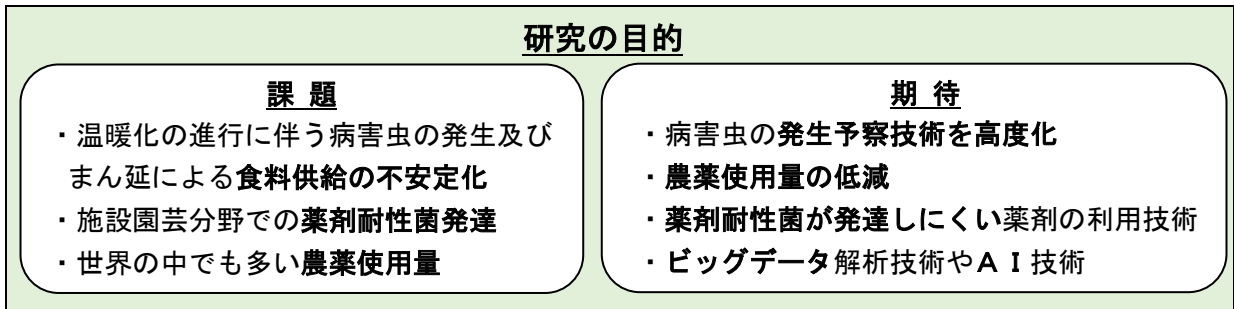 研究の目的
課 題
・温暖化の進行に伴う病害虫の発生及び
まん延による食料供給の不安定化
・施設園芸分野での薬剤耐性菌発達
・世界の中でも多い農薬使用量
期 待
・病害虫の発生予察技術を高度化
・農薬使用量の低減
・薬剤耐性菌が発達しにくい薬剤の利用技術
・ビッグデータ解析技術やＡＩ技術